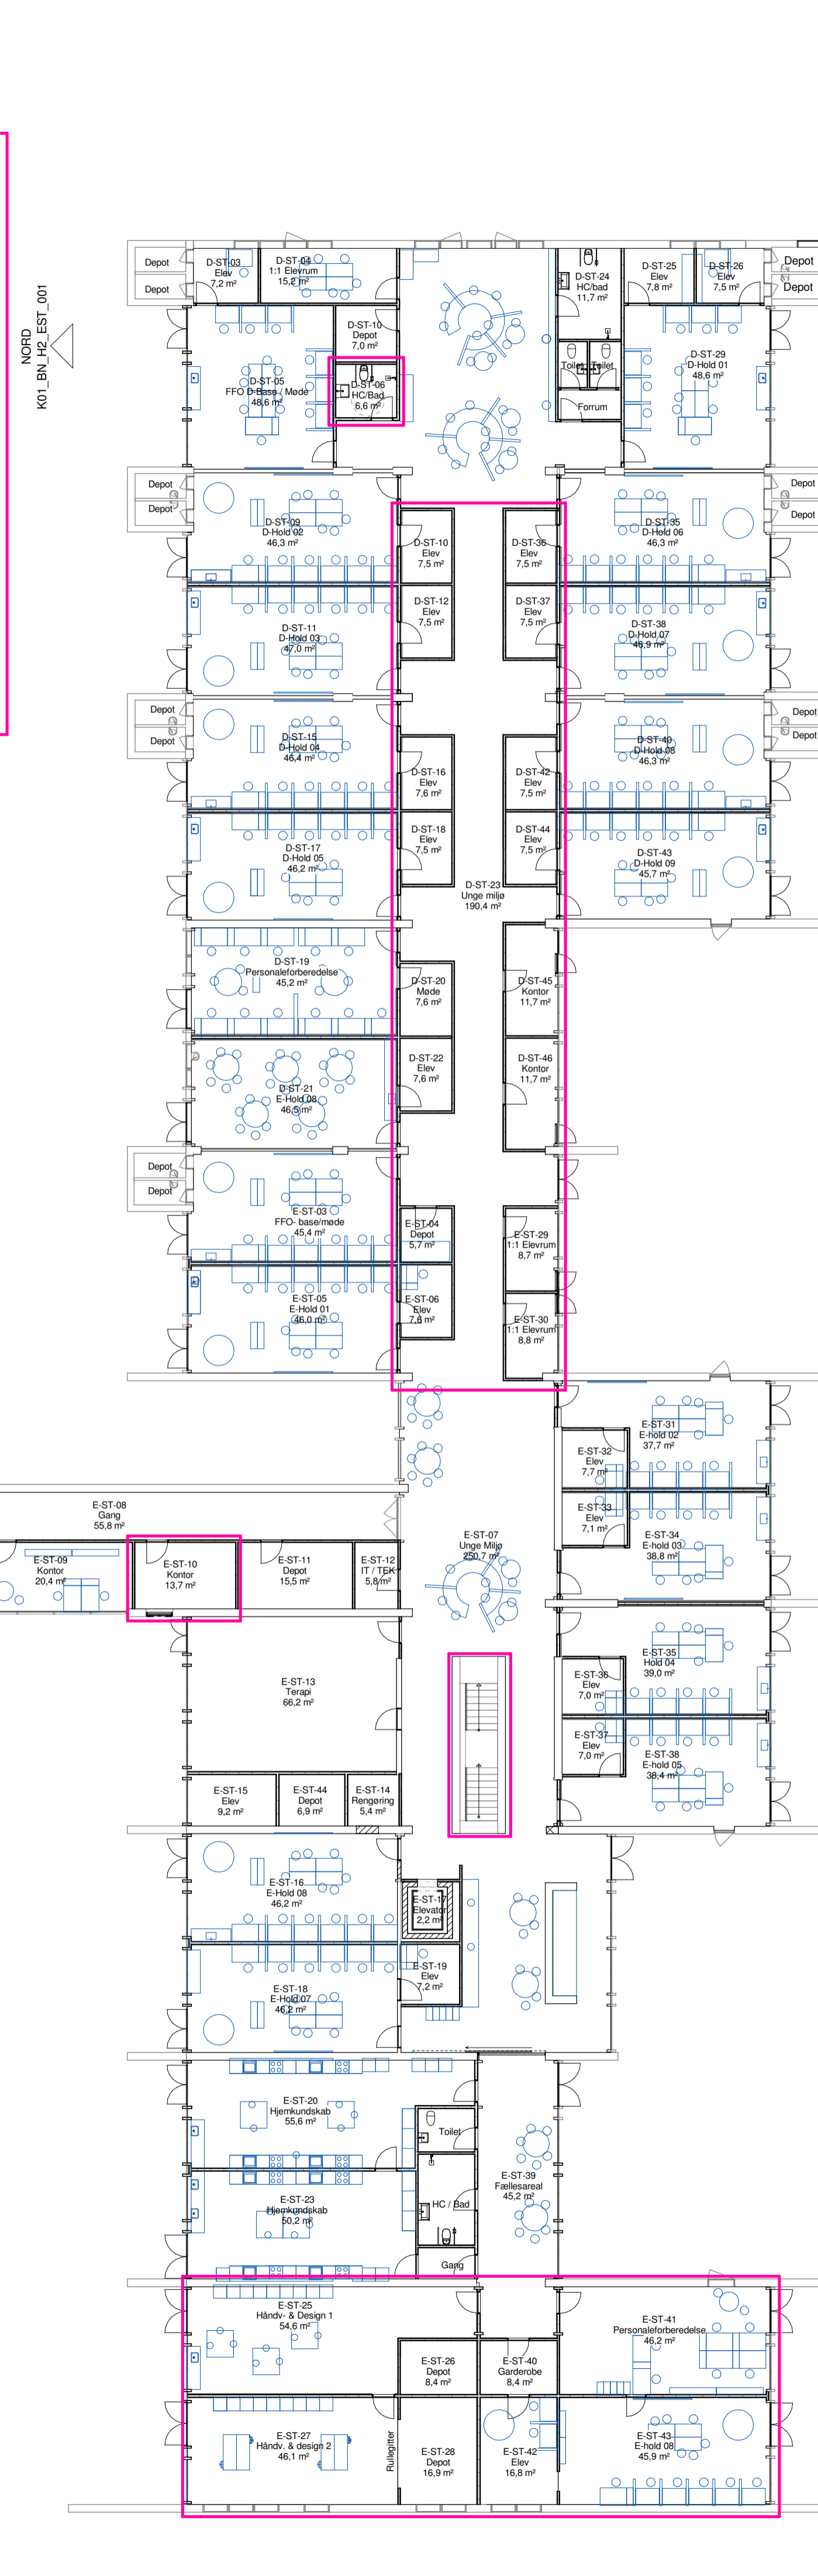 NORD
K01_BN_H2_EST_001
Depot
Depot
D-ST-03
Elev
7,2 m²
D-ST-04
1:1 Elevrum
15,2 m²
D-ST-10
Depot
7,0 m²
D-ST-24
HC/bad
11,7 m²
D-ST-25
Elev
7,8 m²
D-ST-26
Elev
7,5 m²
Depot
Depot
D-ST-05
FFO D-Base / Møde
48,6 m²
D-ST-06
HC/Bad
6,6 m²
Toilet
Toilet
Forrum
D-ST-29
D-Hold 01
48,6 m²
Depot
Depot
D-ST-09
D-Hold 02
46,3 m²
D-ST-10
Elev
7,5 m²
D-ST-36
Elev
7,5 m²
D-ST-35
D-Hold 06
46,3 m²
Depot
Depot
D-ST-11
D-Hold 03
47,0 m²
D-ST-12
Elev
7,5 m²
D-ST-37
Elev
7,5 m²
D-ST-38
D-Hold 07
46,9 m²
Depot
Depot
D-ST-15
D-Hold 04
46,4 m²
D-ST-16
Elev
7,6 m²
D-ST-42
Elev
7,5 m²
D-ST-40
D-Hold 08
46,3 m²
Depot
Depot
D-ST-17
D-Hold 05
46,2 m²
D-ST-18
Elev
7,5 m²
D-ST-44
Elev
7,5 m²
D-ST-43
D-Hold 09
45,7 m²
D-ST-23
Unge miljø
190,4 m²
D-ST-19
Personaleforberedelse
45,2 m²
D-ST-20
Møde
7,6 m²
D-ST-45
Kontor
11,7 m²
D-ST-21
E-Hold 08
46,5 m²
D-ST-22
Elev
7,6 m²
D-ST-46
Kontor
11,7 m²
Depot
Depot
E-ST-03
FFO- base/møde
45,4 m²
E-ST-04
Depot
5,7 m²
E-ST-29
1:1 Elevrum
8,7 m²
E-ST-05
E-Hold 01
46,0 m²
E-ST-06
Elev
7,6 m²
E-ST-30
1:1 Elevrum
8,8 m²
E-ST-31
E-hold 02
37,7 m²
E-ST-32
Elev
7,7 m²
E-ST-08
Gang
55,8 m²
E-ST-33
Elev
7,1 m²
E-ST-34
E-hold 03
38,8 m²
E-ST-07
Unge Miljø
250,7 m²
E-ST-09
Kontor
20,4 m²
E-ST-10
Kontor
13,7 m²
E-ST-11
Depot
15,5 m²
E-ST-12
IT / TEK
5,8 m²
E-ST-35
Hold 04
39,0 m²
E-ST-36
Elev
7,0 m²
E-ST-13
Terapi
66,2 m²
E-ST-37
Elev
7,0 m²
E-ST-38
E-hold 05
38,4 m²
E-ST-15
Elev
9,2 m²
E-ST-44
Depot
6,9 m²
E-ST-14
Rengøring
5,4 m²
E-ST-16
E-Hold 08
46,2 m²
E-ST-17
Elevator
2,2 m²
E-ST-18
E-Hold 07
46,2 m²
E-ST-19
Elev
7,2 m²
E-ST-20
Hjemkundskab
55,6 m²
Toilet
E-ST-39
Fællesareal
45,2 m²
E-ST-23
Hjemkundskab
50,2 m²
HC / Bad
Gang
E-ST-25
Håndv- & Design 1
54,6 m²
E-ST-41
Personaleforberedelse
46,2 m²
E-ST-26
Depot
8,4 m²
E-ST-40
Garderobe
8,4 m²
E-ST-27
Håndv. & design 2
46,1 m²
Rullegitter
E-ST-28
Depot
16,9 m²
E-ST-42
Elev
16,8 m²
E-ST-43
E-hold 08
45,9 m²